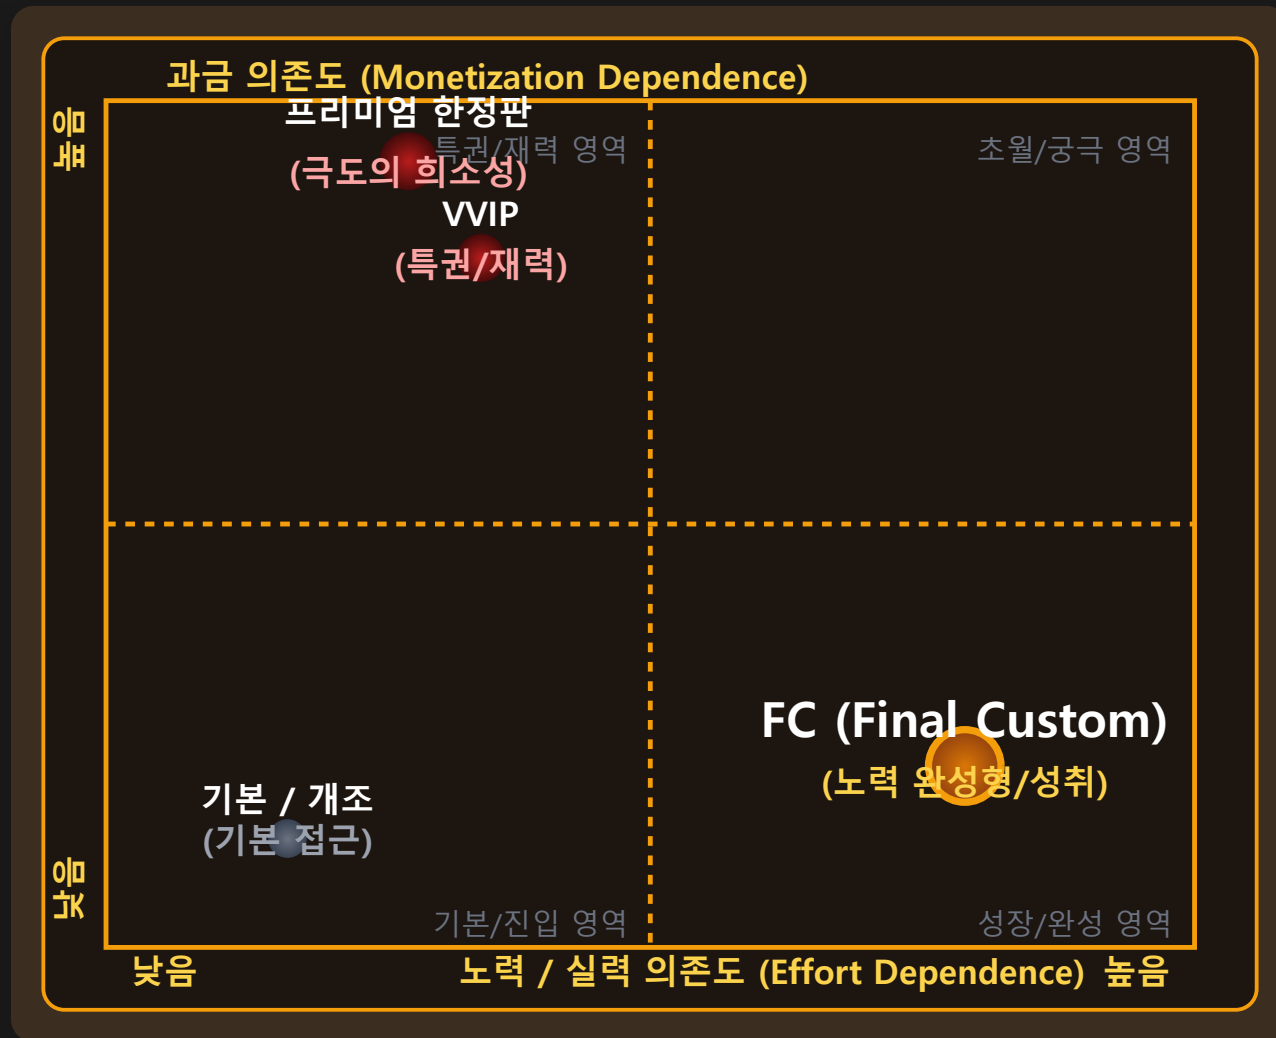 과금 의존도 (Monetization Dependence)
높음
프리미엄 한정판
(극도의 희소성)
특권/재력 영역
초월/궁극 영역
VVIP
(특권/재력)
FC (Final Custom)
(노력 완성형/성취)
기본 / 개조
(기본 접근)
낮음
기본/진입 영역
성장/완성 영역
낮음
노력 / 실력 의존도 (Effort Dependence)
높음